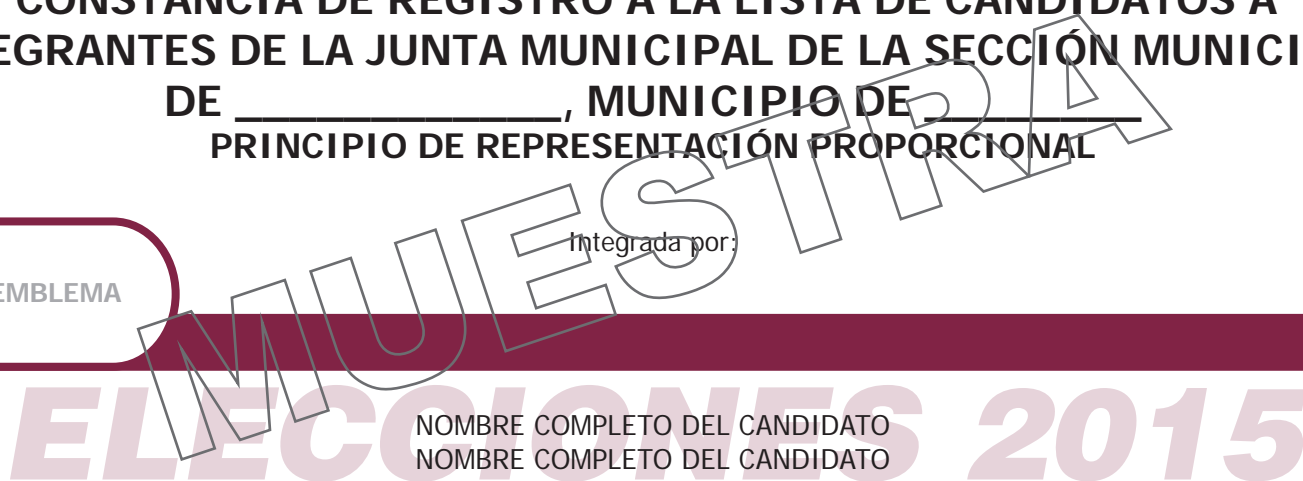 CONSTANCIA DE REGISTRO A LA LISTA DE CANDIDATOS A
EGRANTES DE LA JUNTA MUNICIPAL DE LA SECCIÓN MUNICI
DE ____________, MUNICIPIO DE ________
PRINCIPIO DE REPRESENTACIÓN PROPORCIONAL
Integrada por:
EMBLEMA
MUESTRA
ELECCIONES 2015
NOMBRE COMPLETO DEL CANDIDATO
NOMBRE COMPLETO DEL CANDIDATO